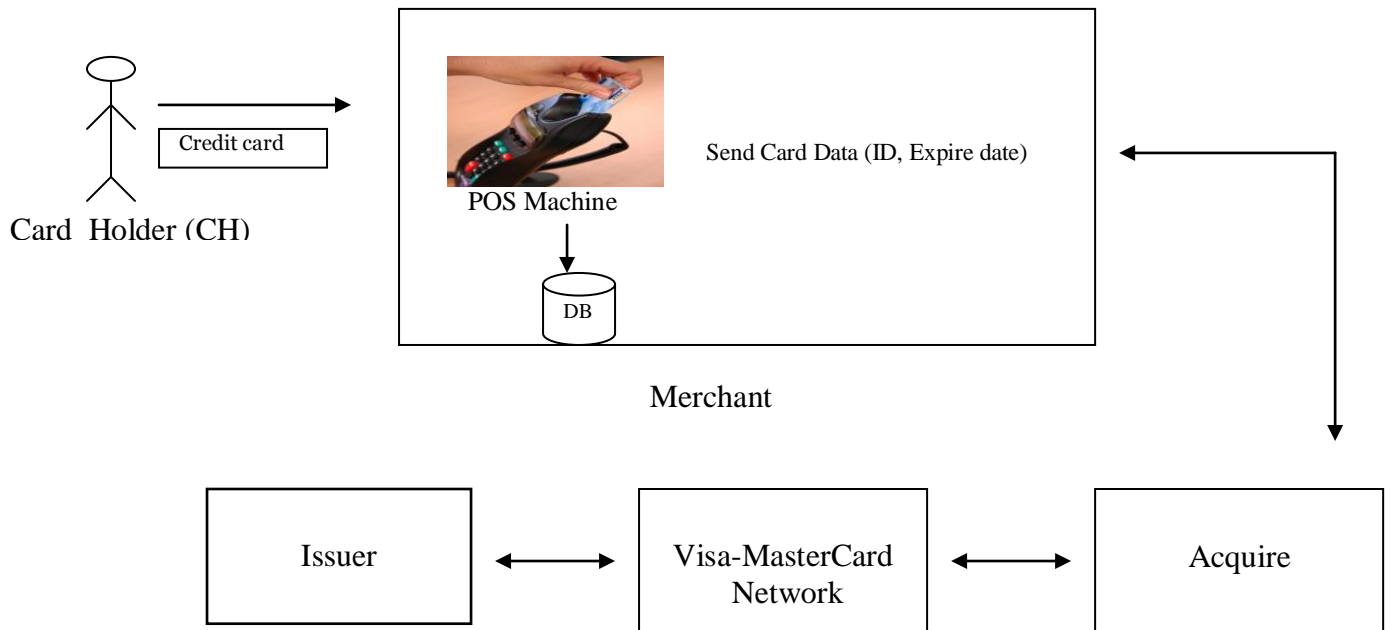 Credit card
Card Holder (CH)
Send Card Data (ID, Expire date)
POS Machine
DB
Merchant
Issuer
Visa-MasterCard
Network
Acquire